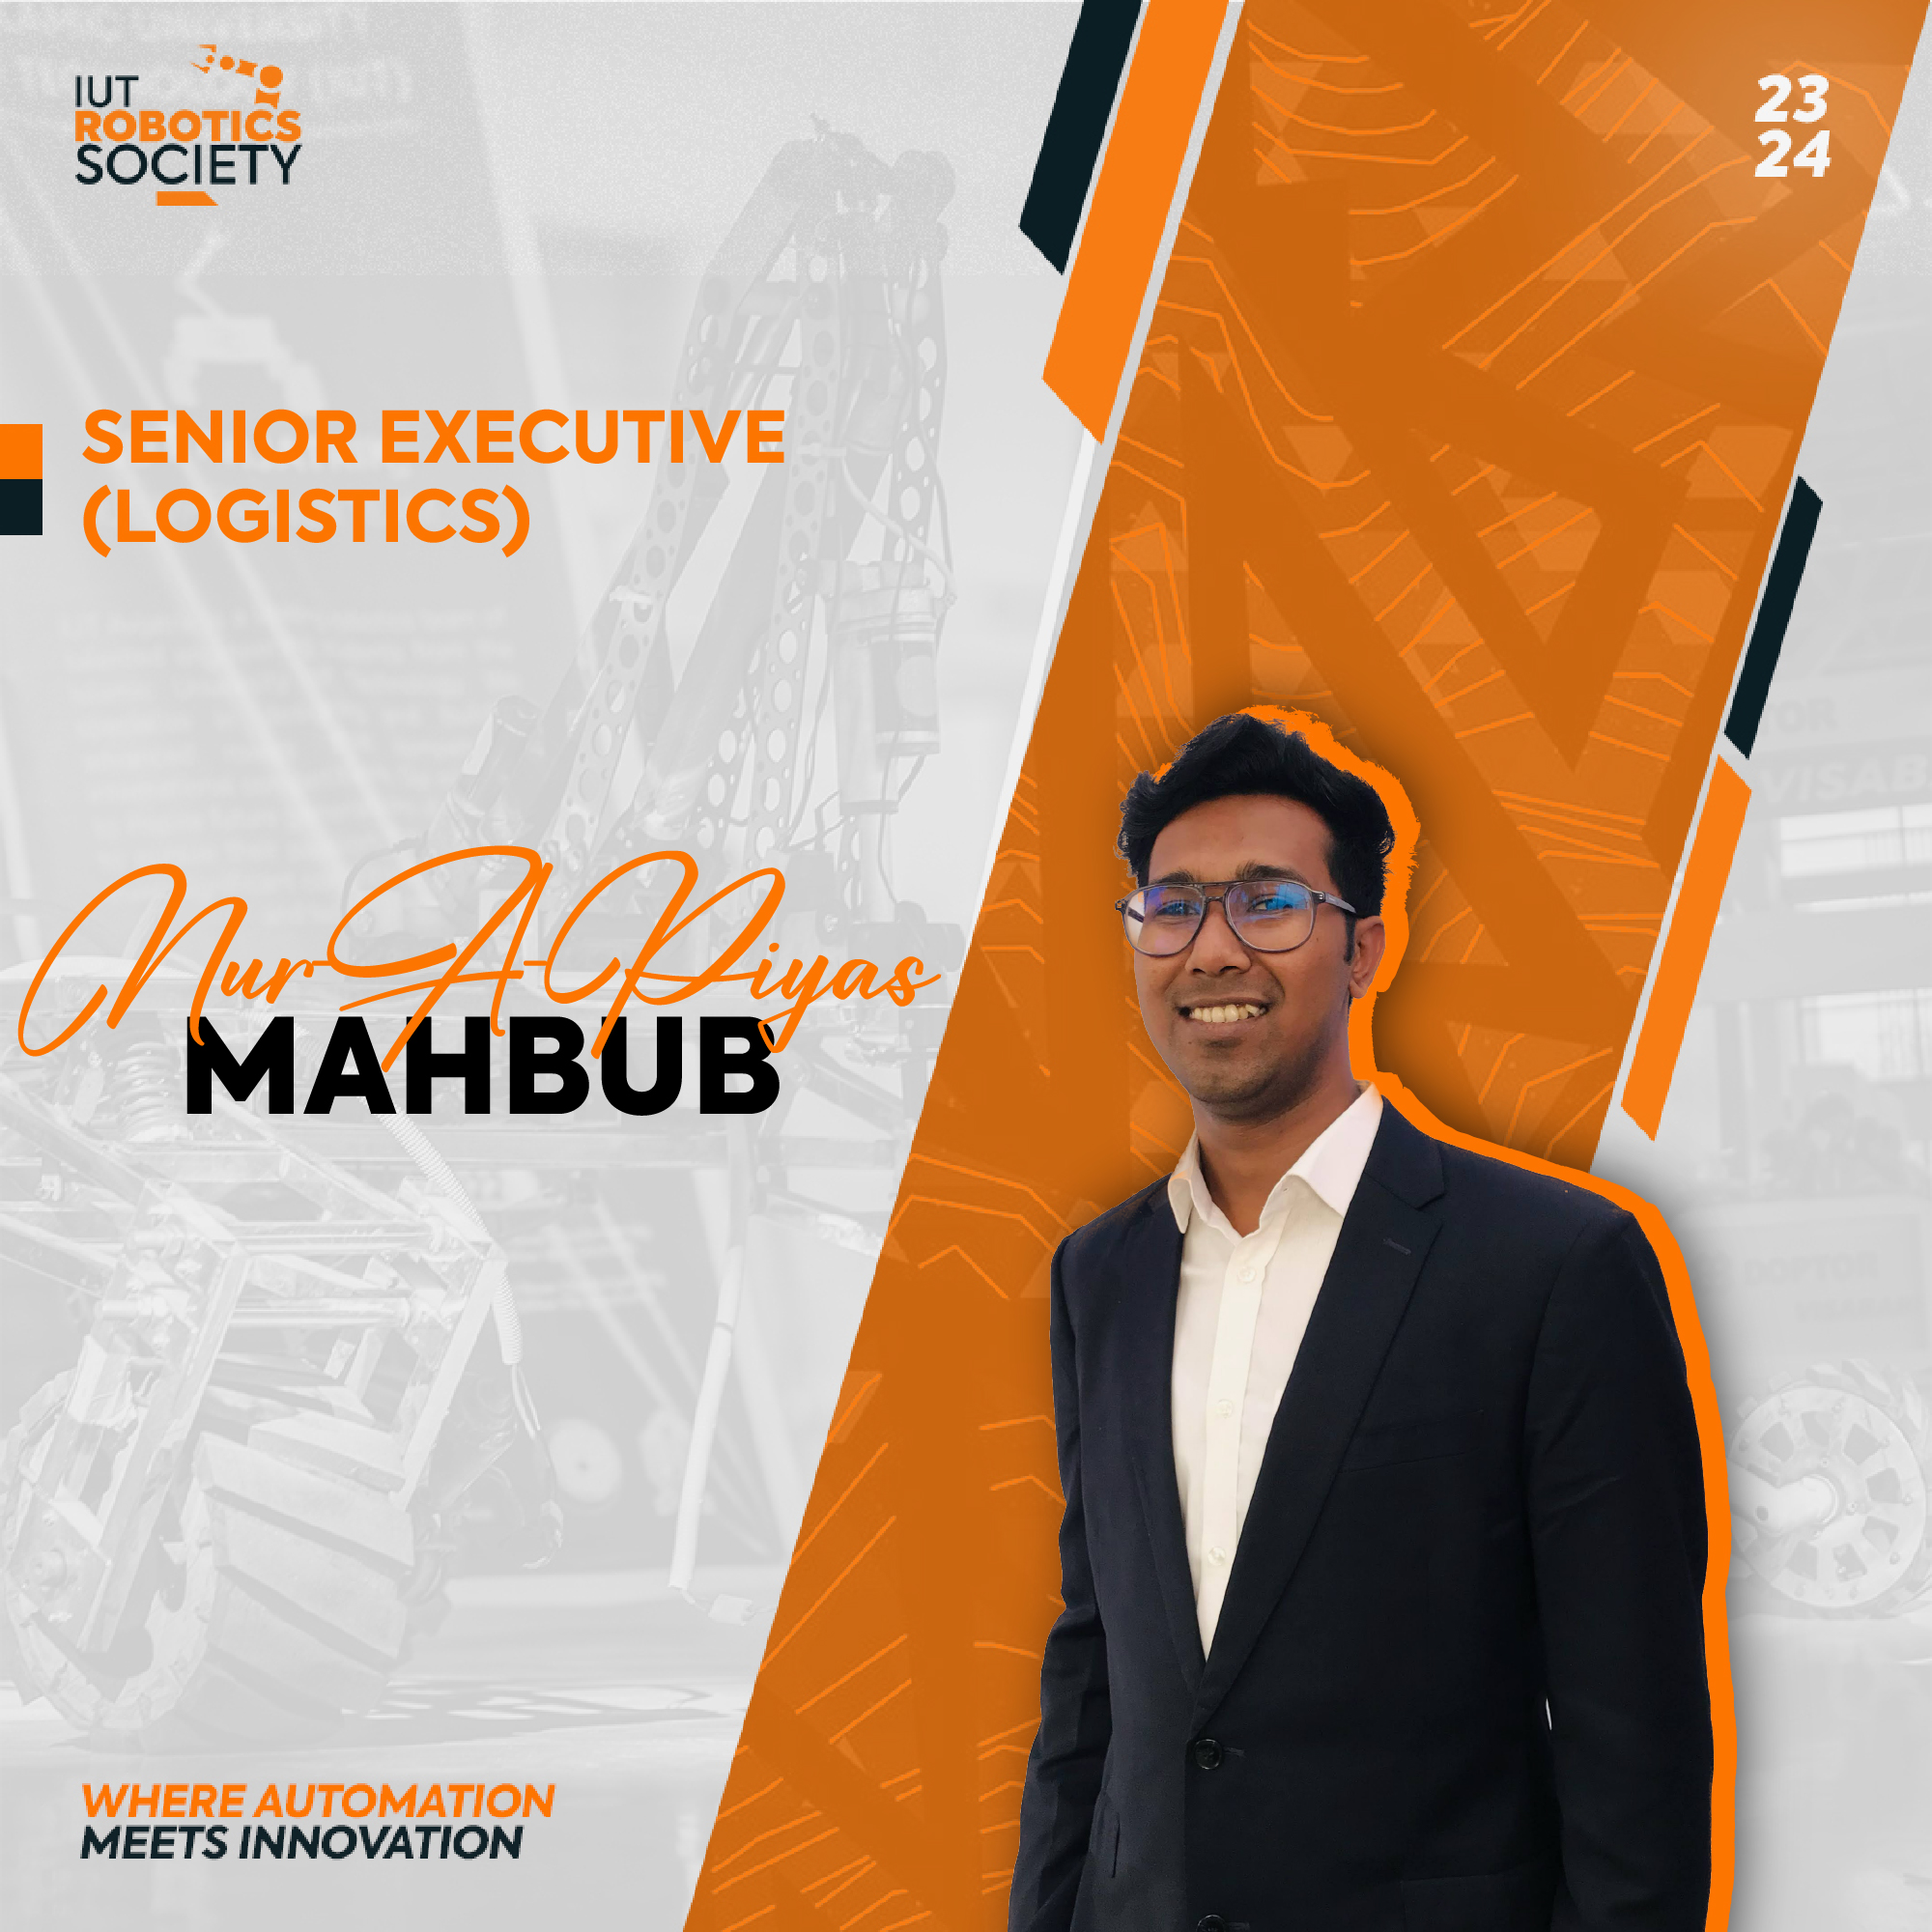 IUT
ROBOTICS
SOCIETY
23
24
SENIOR EXECUTIVE
(LOGISTICS)
Nur-A-Piyas
MAHBUB
WHERE AUTOMATION
MEETS INNOVATION